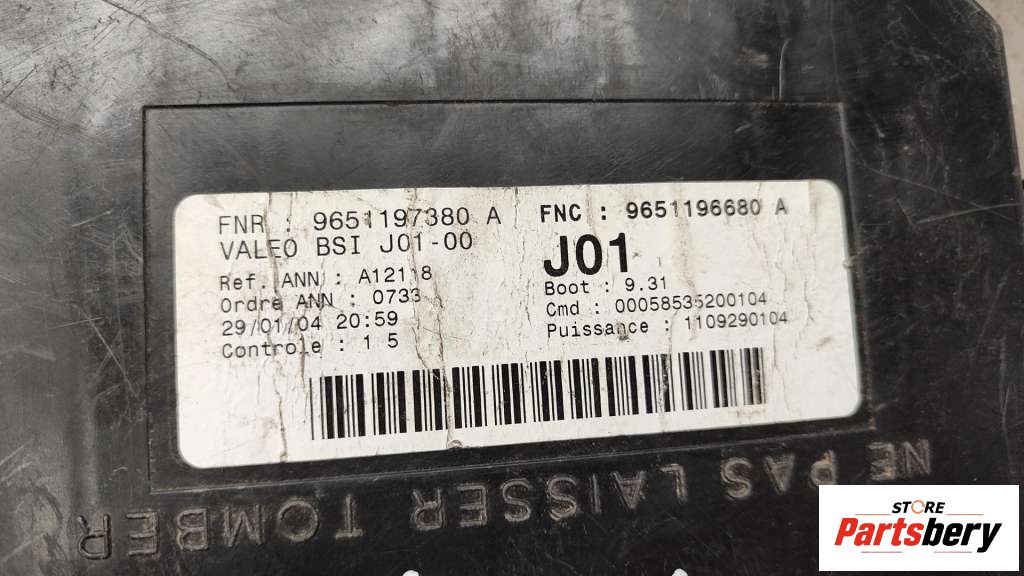 FNR : 9651197380 A
VALEO BSI J01-00
Ref. ANN : A12118
Ordre ANN : 0733
29/01/04 20:59
Controle : 1 5
FNC : 9651196680 A
J01
Boot : 9.31
Cmd : 00058535200104
Puissance : 1109290104
NE PAS LAISSER TOMBER
STORE
Partsbery